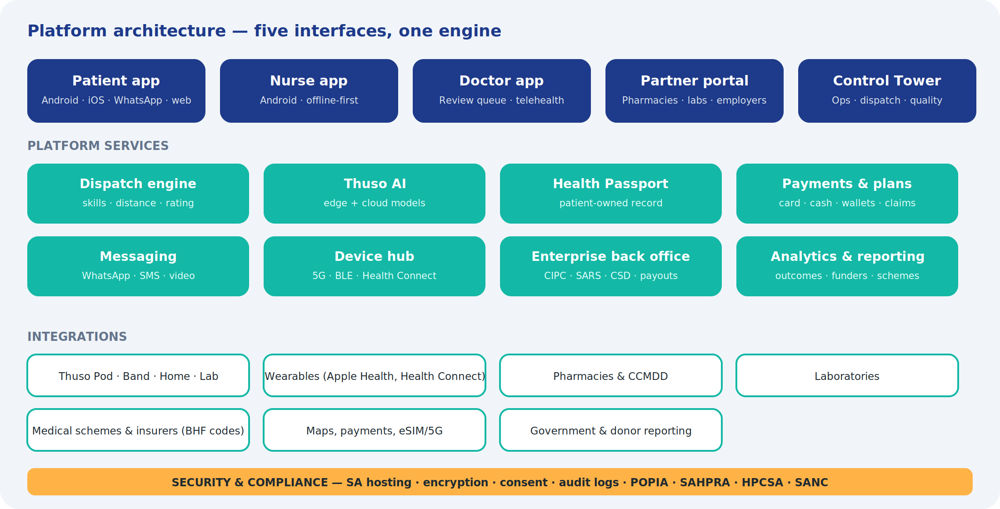 Platform architecture — five interfaces, one engine
Patient app
Android · iOS · WhatsApp · web
Nurse app
Android · offline-first
Doctor app
Review queue · telehealth
Partner portal
Pharmacies · labs · employers
Control Tower
Ops · dispatch · quality
PLATFORM SERVICES
Dispatch engine
skills · distance · rating
Thuso AI
edge + cloud models
Health Passport
patient-owned record
Payments & plans
card · cash · wallets · claims
Messaging
WhatsApp · SMS · video
Device hub
5G · BLE · Health Connect
Enterprise back office
CIPC · SARS · CSD · payouts
Analytics & reporting
outcomes · funders · schemes
INTEGRATIONS
Thuso Pod · Band · Home · Lab
Wearables (Apple Health, Health Connect)
Pharmacies & CCMDD
Laboratories
Medical schemes & insurers (BHF codes)
Maps, payments, eSIM/5G
Government & donor reporting
SECURITY & COMPLIANCE — SA hosting · encryption · consent · audit logs · POPIA · SAHPRA · HPCSA · SANC